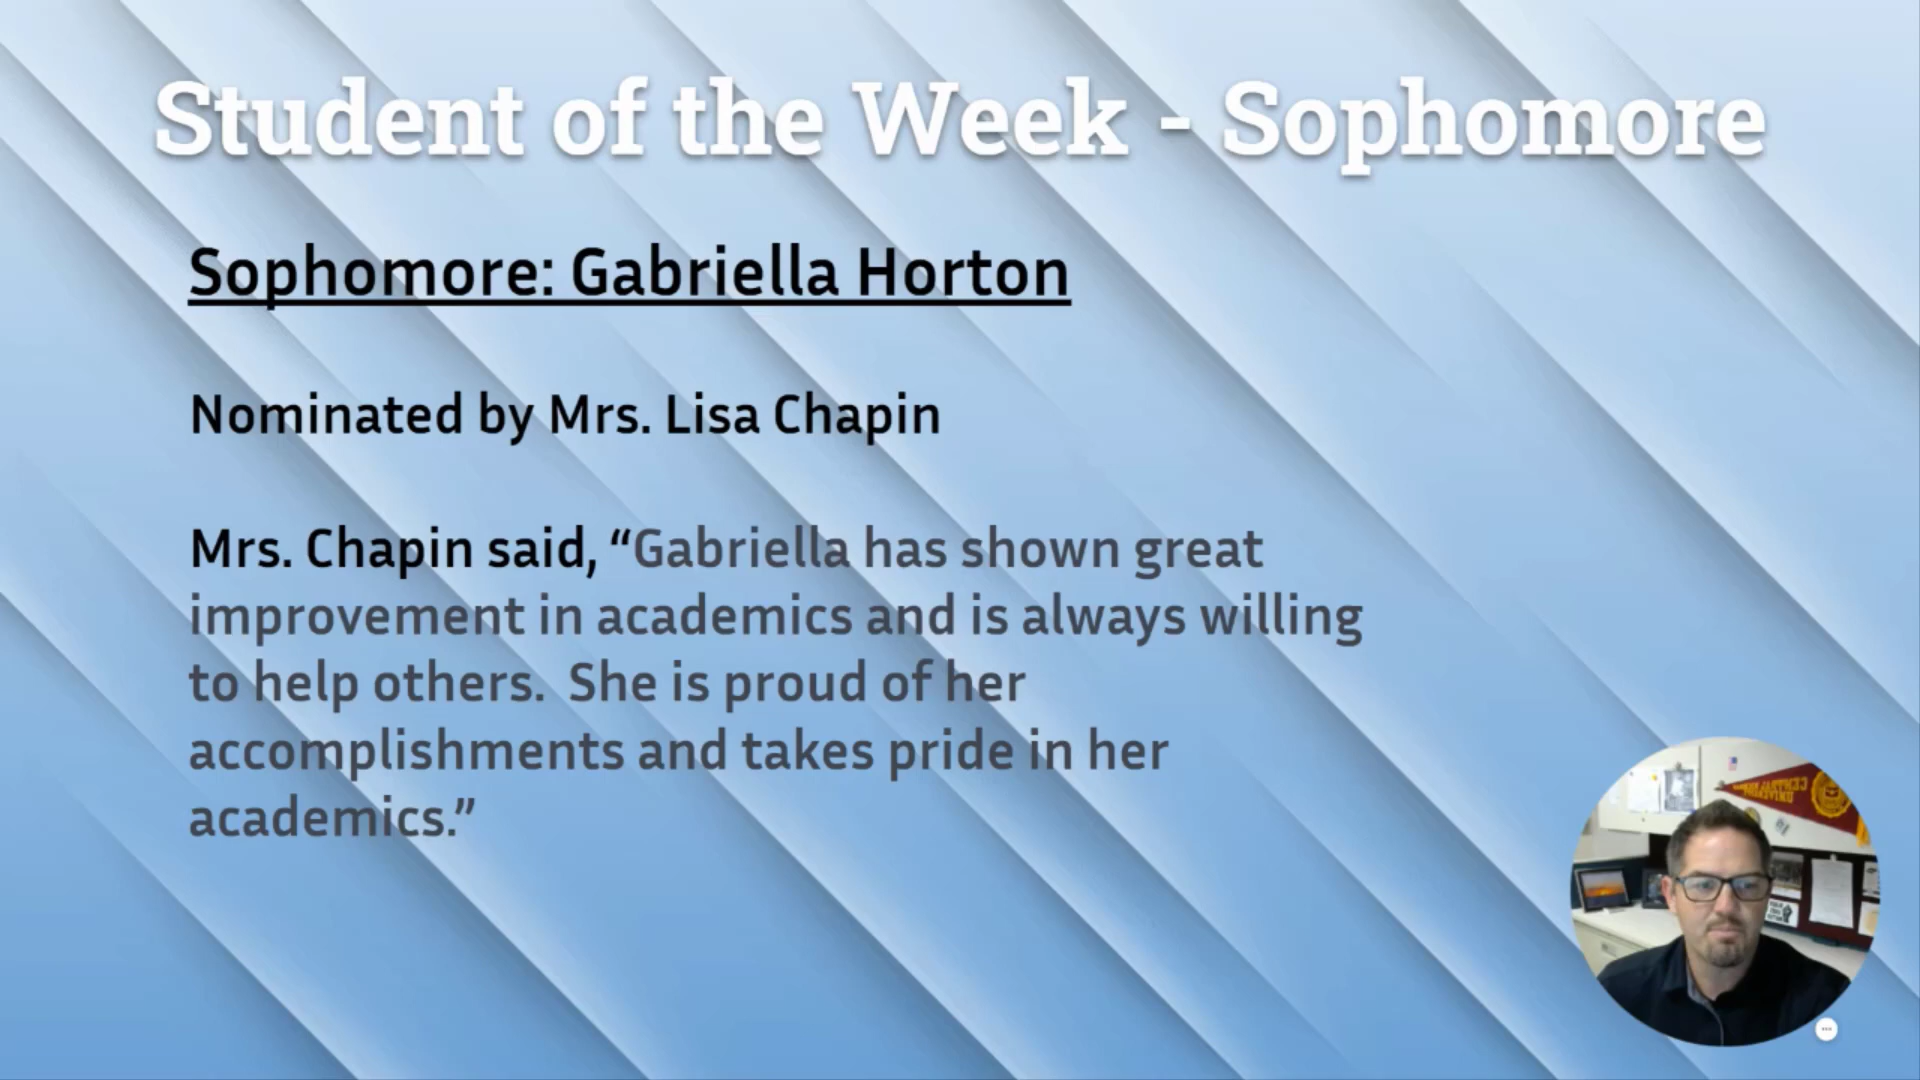 Student of the Week - Sophomore
Sophomore: Gabriella Horton
Nominated by Mrs. Lisa Chapin
Mrs. Chapin said, “Gabriella has shown great
improvement in academics and is always willing
to help others.  She is proud of her
accomplishments and takes pride in her
academics.”